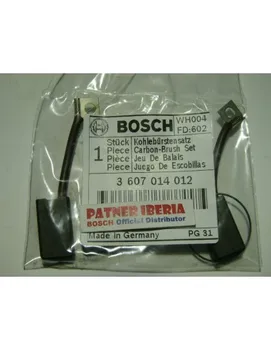 BOSCH
WH004
FD:602
1
Stück Kohlebürstensatz
Piece Carbon-Brush Set
Pièce Jeu De Balais
Pieza Juego De Escobillas
3 607 014 012
PATNER IBERIA
BOSCH Official Distributor
Made in Germany
PG 31